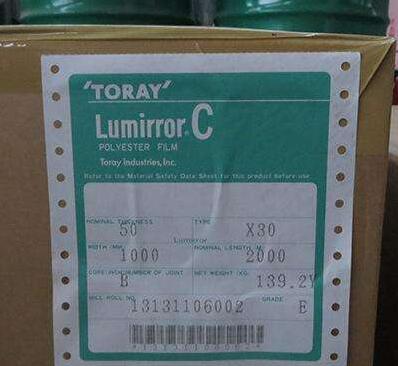 'TORAY'
Lumirror® C
POLYESTER FILM
Toray Industries, Inc.
Refer to the Material Safety Data Sheet for this product before use
NOMINAL THICKNESS TYPE
50 X30
Lumirror
WIDTH (MM) NOMINAL LENGTH (M)
1000 2000
CORE INCH/NUMBER OF JOINT NET WEIGHT (KG)
139.2
MILL ROLL NO. GRADE
13131106002 E